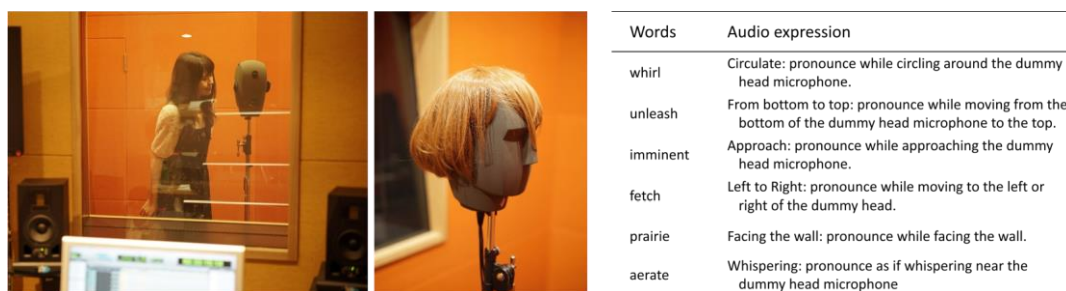 Words Audio expression
whirl Circulate: pronounce while circling around the dummy
head microphone.
unleash From bottom to top: pronounce while moving from the
bottom of the dummy head microphone to the top.
imminent Approach: pronounce while approaching the dummy
head microphone.
fetch Left to Right: pronounce while moving to the left or
right of the dummy head.
prairie Facing the wall: pronounce while facing the wall.
aerate Whispering: pronounce as if whispering near the
dummy head microphone